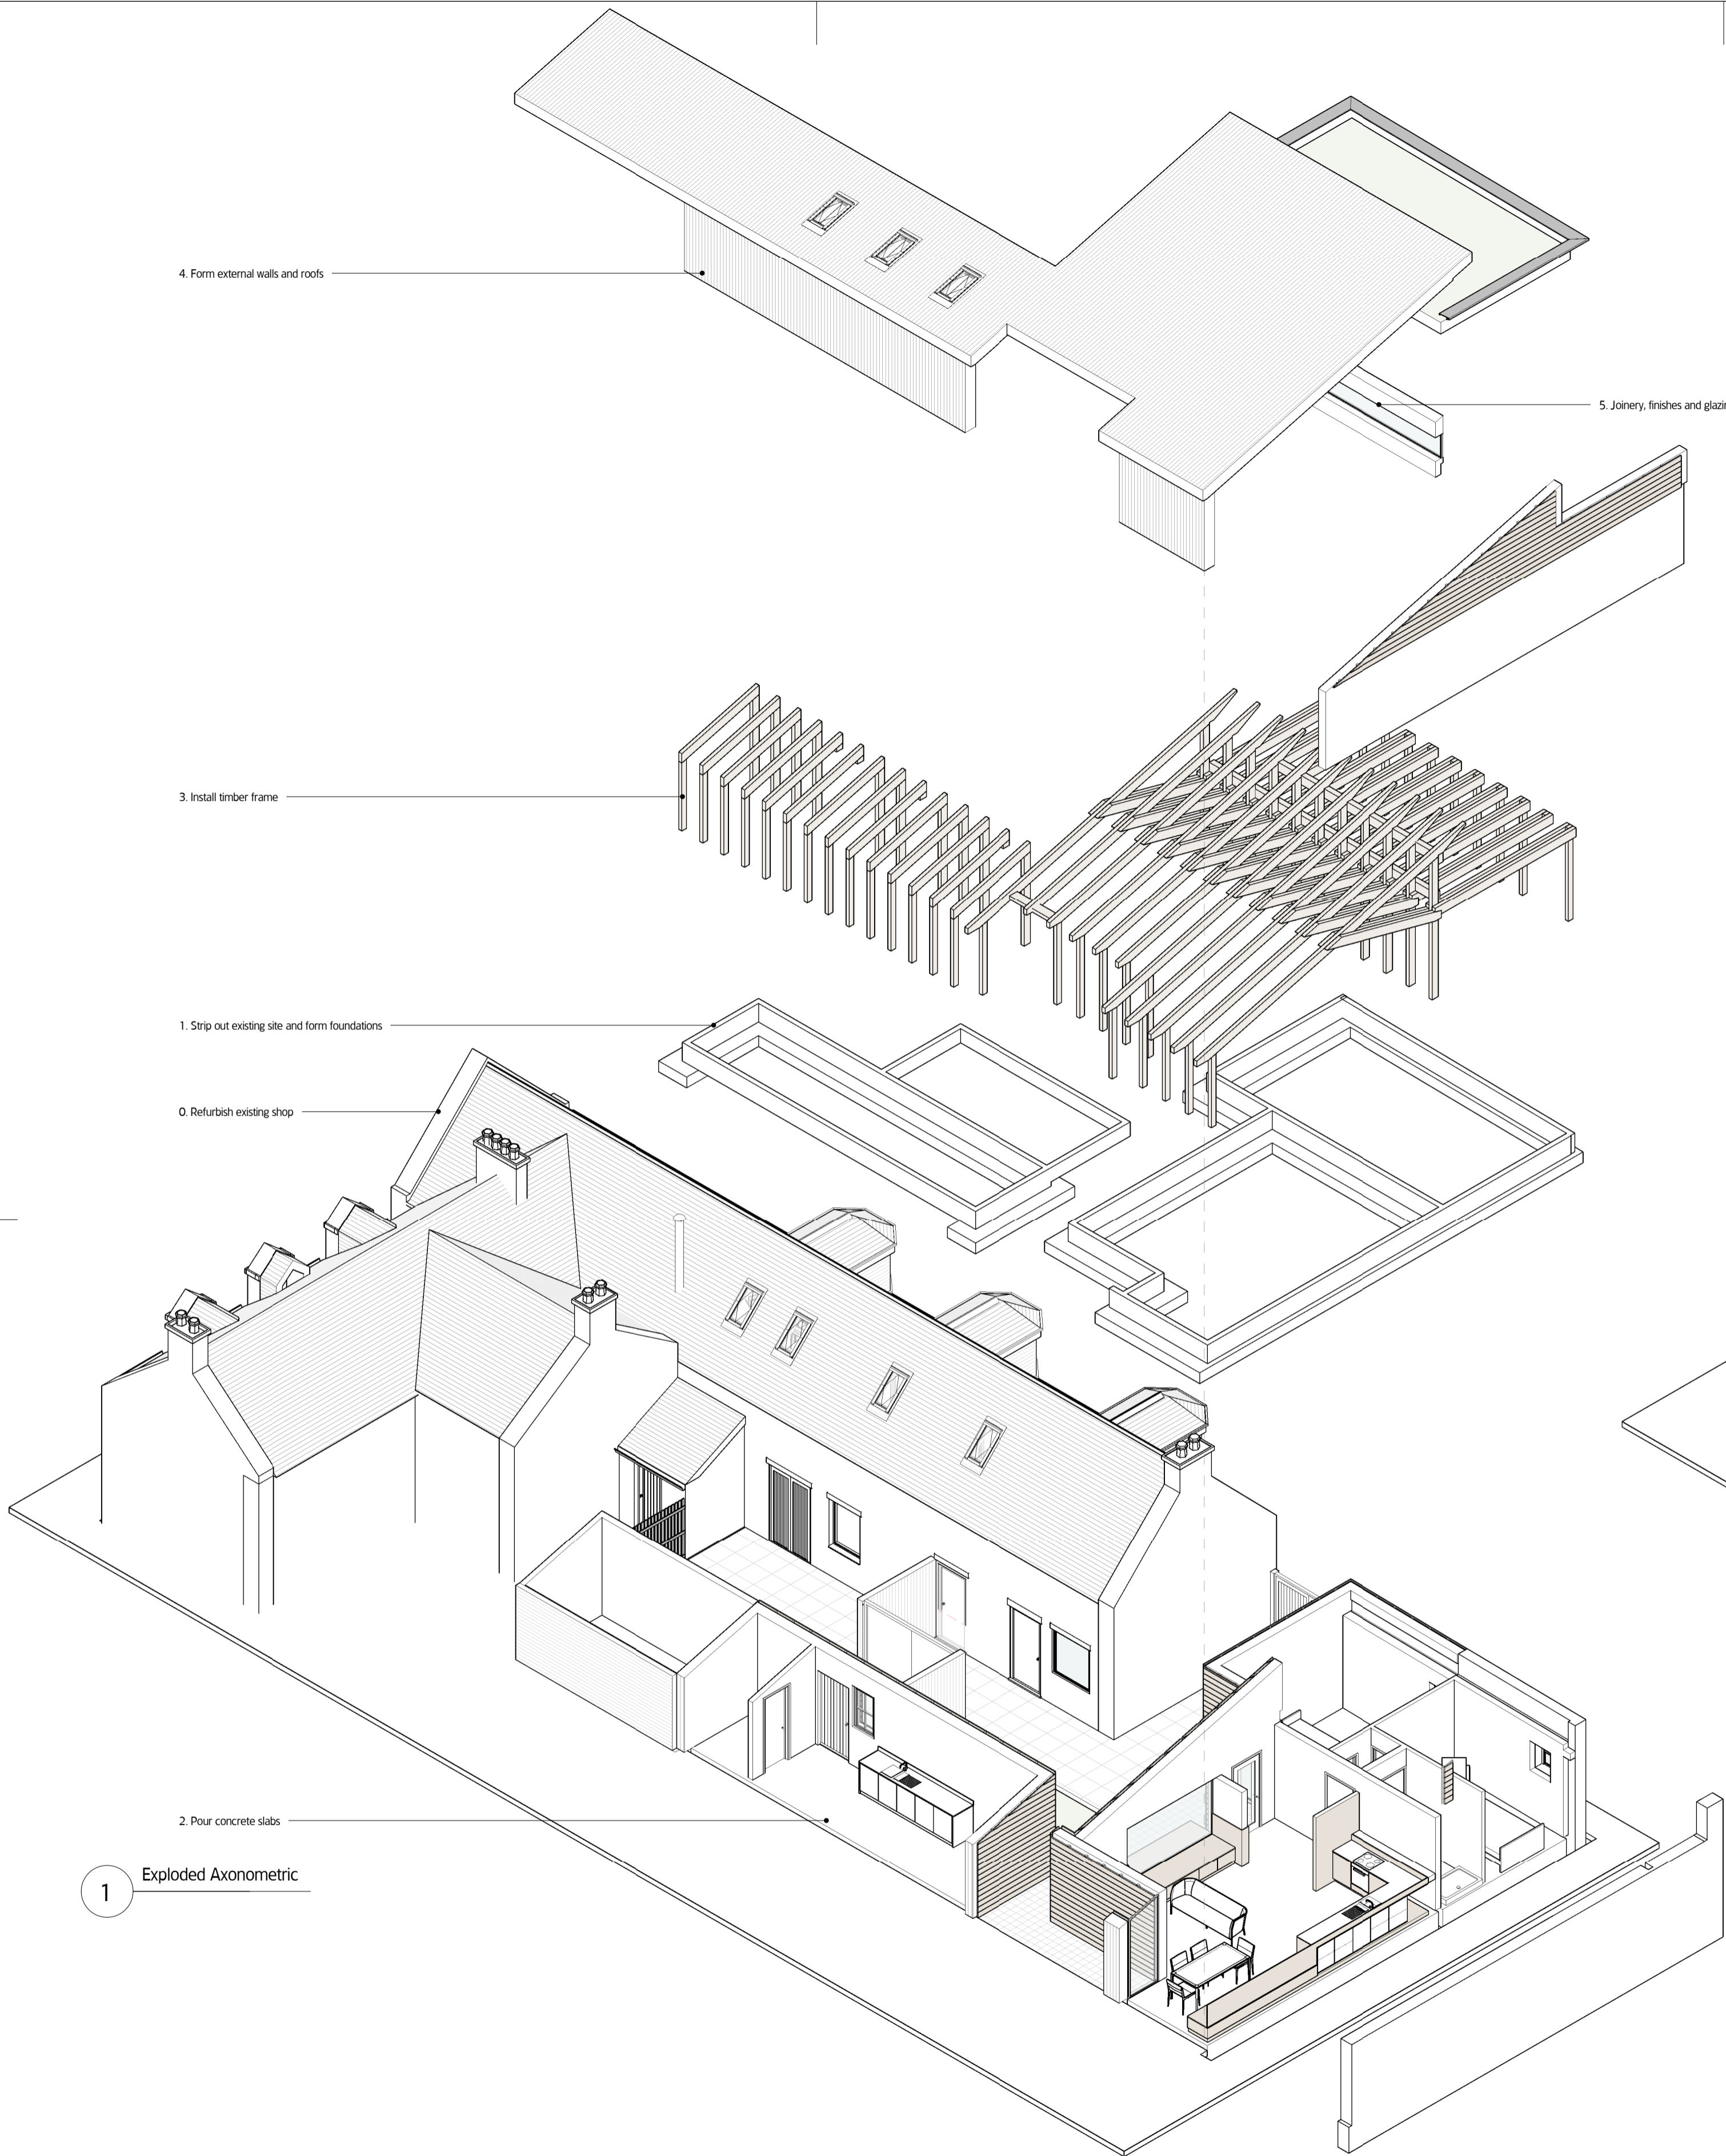 4. Form external walls and roofs
5. Joinery, finishes and
3. Install timber frame
1. Strip out existing site and form foundations
0. Refurbish existing shop
2. Pour concrete slabs
1
Exploded Axonometric